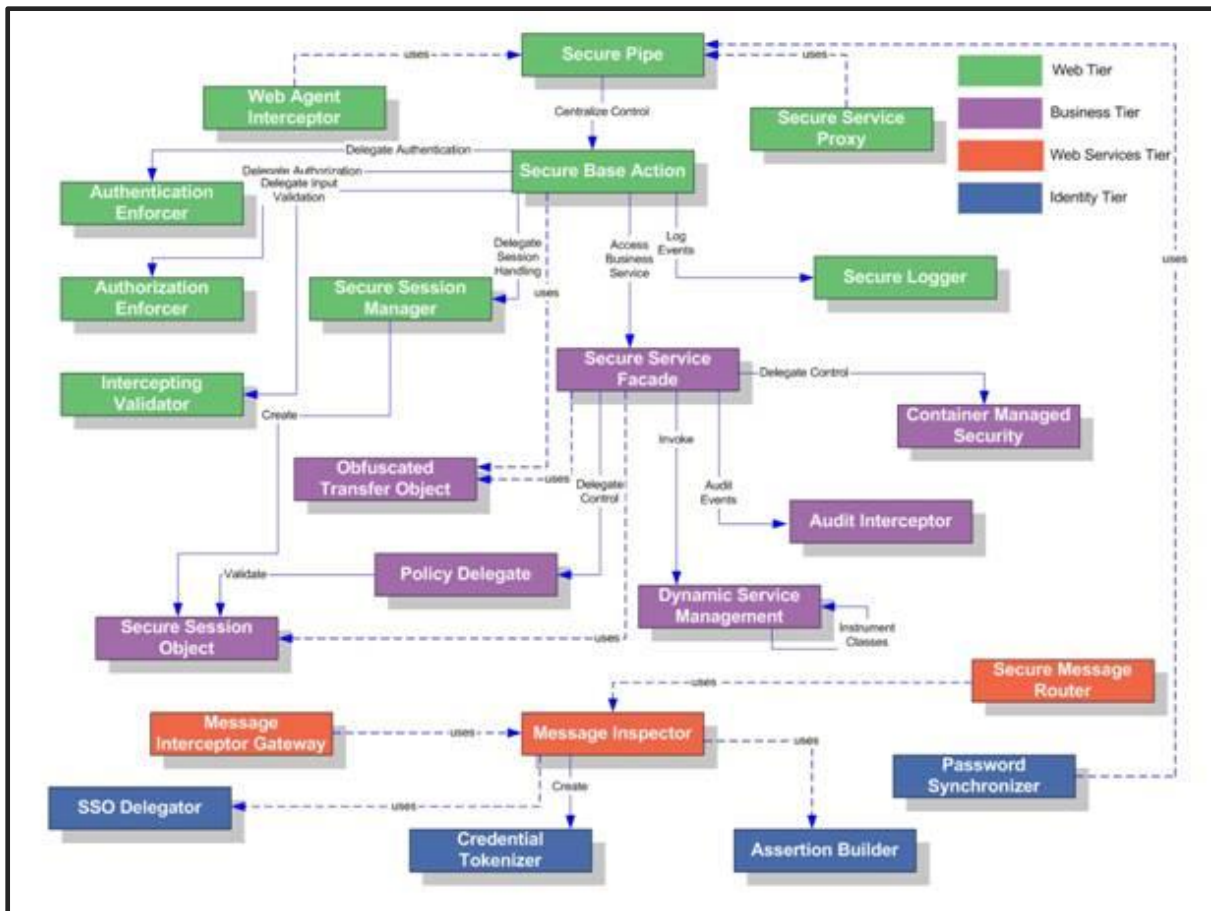 uses
Secure Pipe
uses
Web Tier
Web Agent
Interceptor
Centralize Control
Secure Service
Proxy
Business Tier
Delegate Authentication
Secure Base Action
Web Services Tier
Delegate Authorization
Delegate Input
Validation
Authentication
Enforcer
Identity Tier
Delegate
Session
Handling
Access
Business
Service
Log
Events
uses
Secure Logger
uses
Authorization
Enforcer
Secure Session
Manager
Secure Service
Facade
Delegate Control
Intercepting
Validator
Create
Container Managed
Security
Invoke
Obfuscated
Transfer Object
uses
Delegate
Control
Audit
Events
Audit Interceptor
Validate
Policy Delegate
Dynamic Service
Management
Instrument
Classes
Secure Session
Object
uses
Secure Message
Router
uses
Message
Interceptor Gateway
uses
Message Inspector
uses
Password
Synchronizer
SSO Delegator
uses
Create
Credential
Tokenizer
Assertion Builder